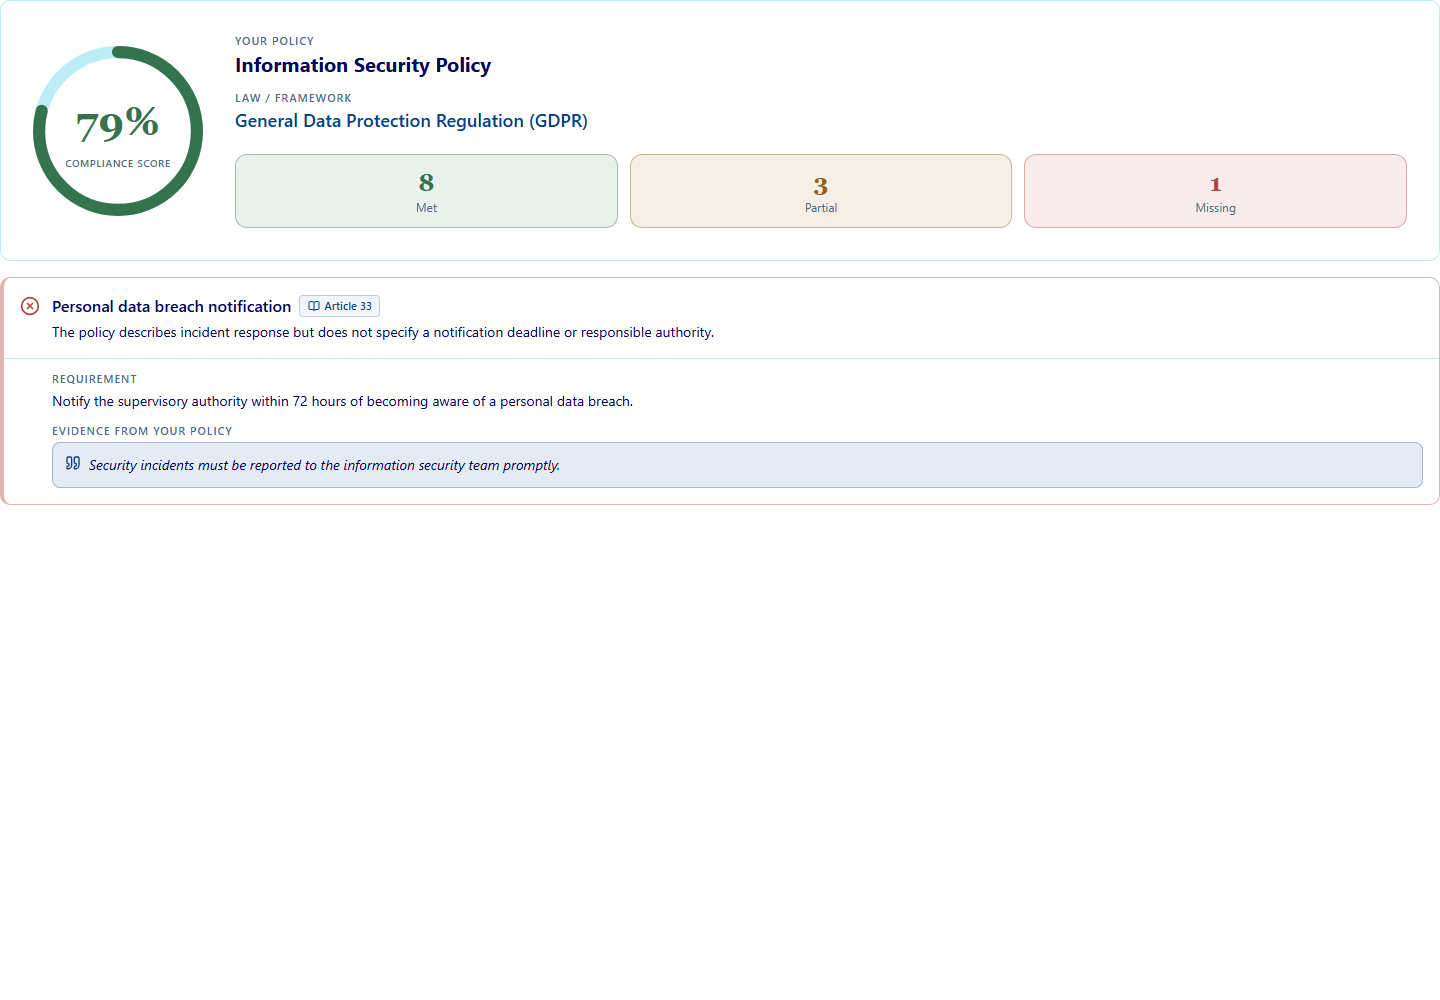 YOUR POLICY
Information Security Policy
LAW / FRAMEWORK
General Data Protection Regulation (GDPR)
79%
COMPLIANCE SCORE
8
Met
3
Partial
1
Missing
Personal data breach notification Article 33
The policy describes incident response but does not specify a notification deadline or responsible authority.
REQUIREMENT
Notify the supervisory authority within 72 hours of becoming aware of a personal data breach.
EVIDENCE FROM YOUR POLICY
Security incidents must be reported to the information security team promptly.